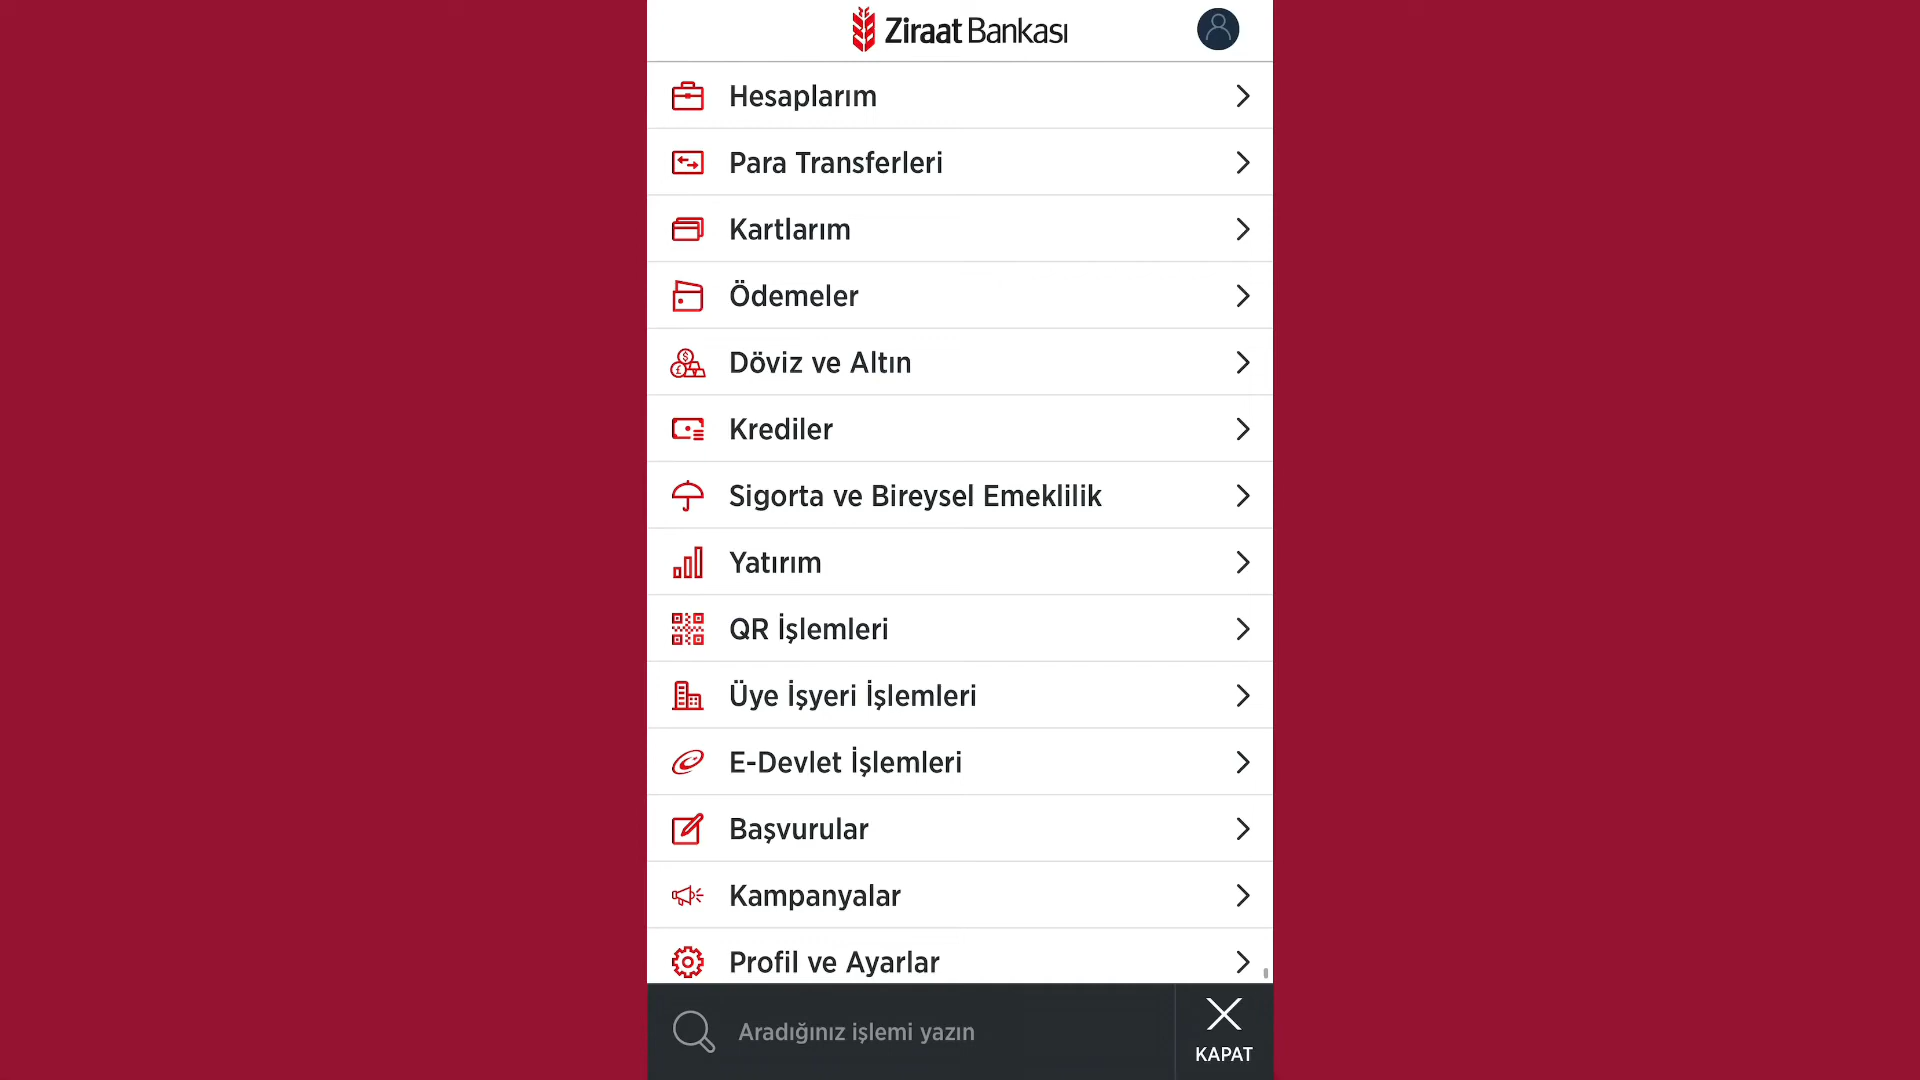 Ziraat Bankası
Hesaplarım
Para Transferleri
Kartlarım
Ödemeler
Döviz ve Altın
Krediler
Sigorta ve Bireysel Emeklilik
Yatırım
QR İşlemleri
Üye İşyeri İşlemleri
E-Devlet İşlemleri
Başvurular
Kampanyalar
Profil ve Ayarlar
Aradığınız işlemi yazın
KAPAT